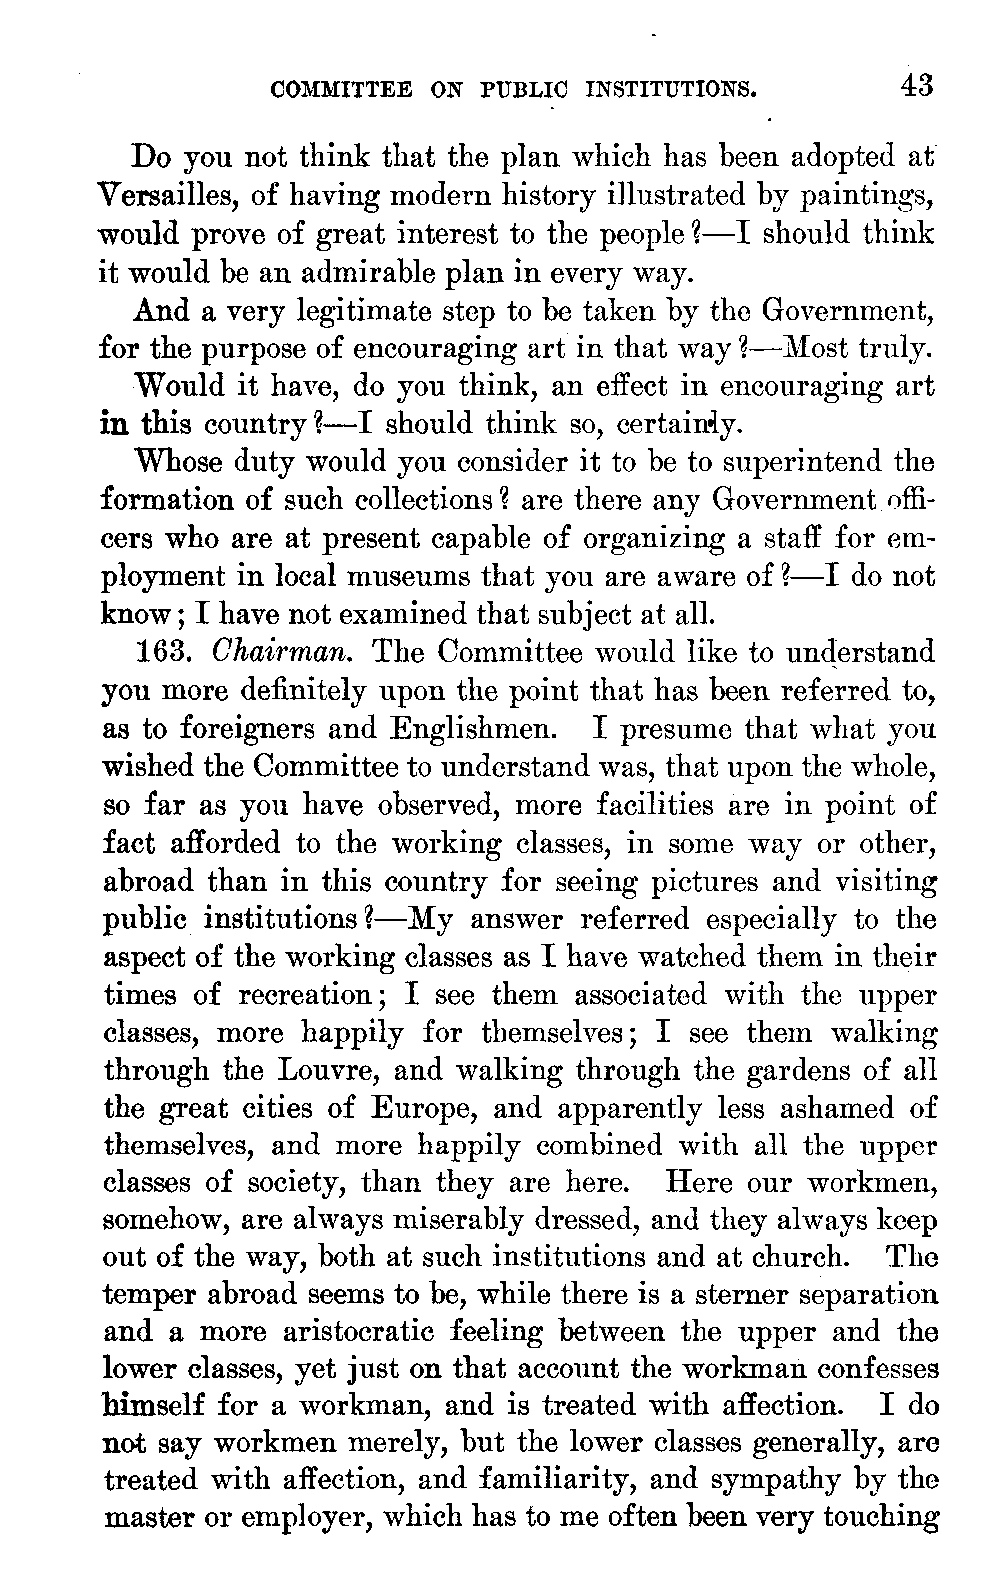 COMMITTEE ON PUBLIC INSTITUTIONS. 43
Do you not think that the plan which has been adopted at
Versailles, of having modern history illustrated by paintings,
would prove of great interest to the people?—I should think
it would be an admirable plan in every way.
And a very legitimate step to be taken by the Government,
for the purpose of encouraging art in that way?—Most truly.
Would it have, do you think, an effect in encouraging art
in this country?—I should think so, certainly.
Whose duty would you consider it to be to superintend the
formation of such collections? are there any Government offi-
cers who are at present capable of organizing a staff for em-
ployment in local museums that you are aware of?—I do not
know; I have not examined that subject at all.
163. Chairman. The Committee would like to understand
you more definitely upon the point that has been referred to,
as to foreigners and Englishmen. I presume that what you
wished the Committee to understand was, that upon the whole,
so far as you have observed, more facilities are in point of
fact afforded to the working classes, in some way or other,
abroad than in this country for seeing pictures and visiting
public institutions?—My answer referred especially to the
aspect of the working classes as I have watched them in their
times of recreation; I see them associated with the upper
classes, more happily for themselves; I see them walking
through the Louvre, and walking through the gardens of all
the great cities of Europe, and apparently less ashamed of
themselves, and more happily combined with all the upper
classes of society, than they are here. Here our workmen,
somehow, are always miserably dressed, and they always keep
out of the way, both at such institutions and at church. The
temper abroad seems to be, while there is a sterner separation
and a more aristocratic feeling between the upper and the
lower classes, yet just on that account the workman confesses
himself for a workman, and is treated with affection. I do
not say workmen merely, but the lower classes generally, are
treated with affection, and familiarity, and sympathy by the
master or employer, which has to me often been very touching